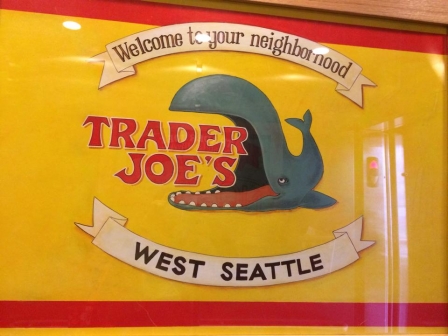 Welcome to your neighborhood
TRADER
JOE'S
WEST SEATTLE